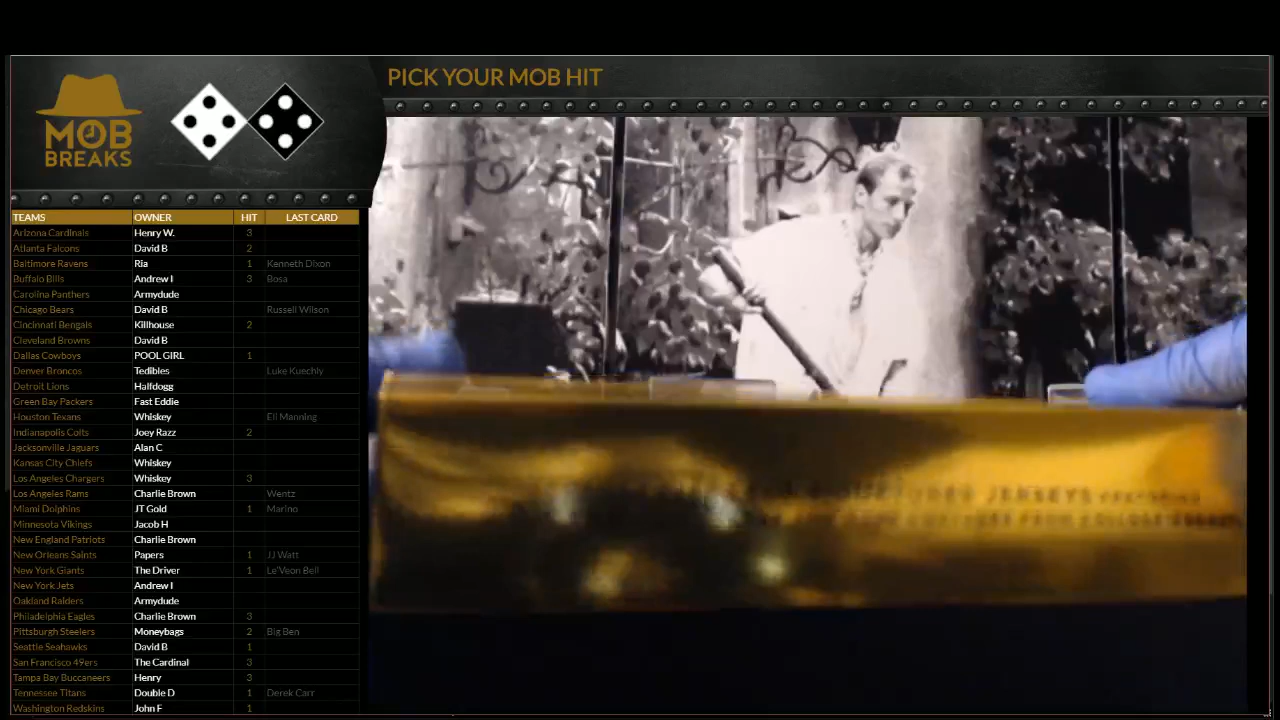 MOB
BREAKS
PICK YOUR MOB HIT
TEAMS OWNER HIT LAST CARD
Arizona Cardinals Henry W. 3
Atlanta Falcons David B 2
Baltimore Ravens Ria 1 Kenneth Dixon
Buffalo Bills Andrew I 3 Bosa
Carolina Panthers Armydude
Chicago Bears David B Russell Wilson
Cincinnati Bengals Killhouse 2
Cleveland Browns David B
Dallas Cowboys POOL GIRL 1
Denver Broncos Tedibles Luke Kuechly
Detroit Lions Halfdogg
Green Bay Packers Fast Eddie
Houston Texans Whiskey Eli Manning
Indianapolis Colts Joey Razz 2
Jacksonville Jaguars Alan C
Kansas City Chiefs Whiskey
Los Angeles Chargers Whiskey 3
Los Angeles Rams Charlie Brown Wentz
Miami Dolphins JT Gold 1 Marino
Minnesota Vikings Jacob H
New England Patriots Charlie Brown
New Orleans Saints Papers 1 JJ Watt
New York Giants The Driver 1 Le'Veon Bell
New York Jets Andrew I
Oakland Raiders Armydude
Philadelphia Eagles Charlie Brown 3
Pittsburgh Steelers Moneybags 2 Big Ben
Seattle Seahawks David B 1
San Francisco 49ers The Cardinal 3
Tampa Bay Buccaneers Henry 3
Tennessee Titans Double D 1 Derek Carr
Washington Redskins John F 1
JERSEYS